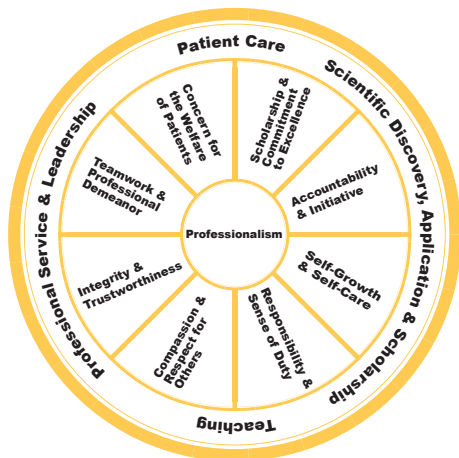 Patient Care
Scientific Discovery, Application & Scholarship
Teaching
Professional Service & Leadership
Concern for
the Welfare
of Patients
Scholarship &
Commitment
to Excellence
Accountability
& Initiative
Self-Growth
& Self-Care
Responsibility &
Sense of Duty
Compassion &
Respect for
Others
Integrity &
Trustworthiness
Teamwork &
Professional
Demeanor
Professionalism